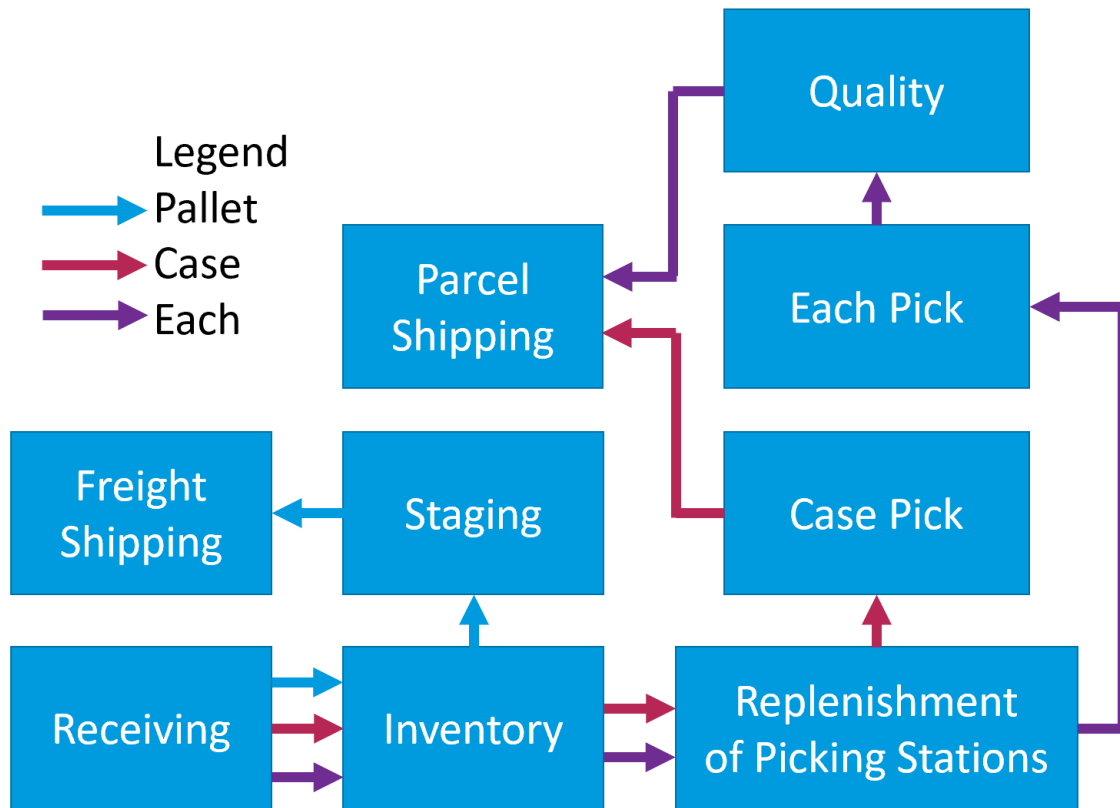 Quality
Legend
Pallet
Case
Each
Parcel
Shipping
Each Pick
Freight
Shipping
Staging
Case Pick
Receiving
Inventory
Replenishment
of Picking Stations